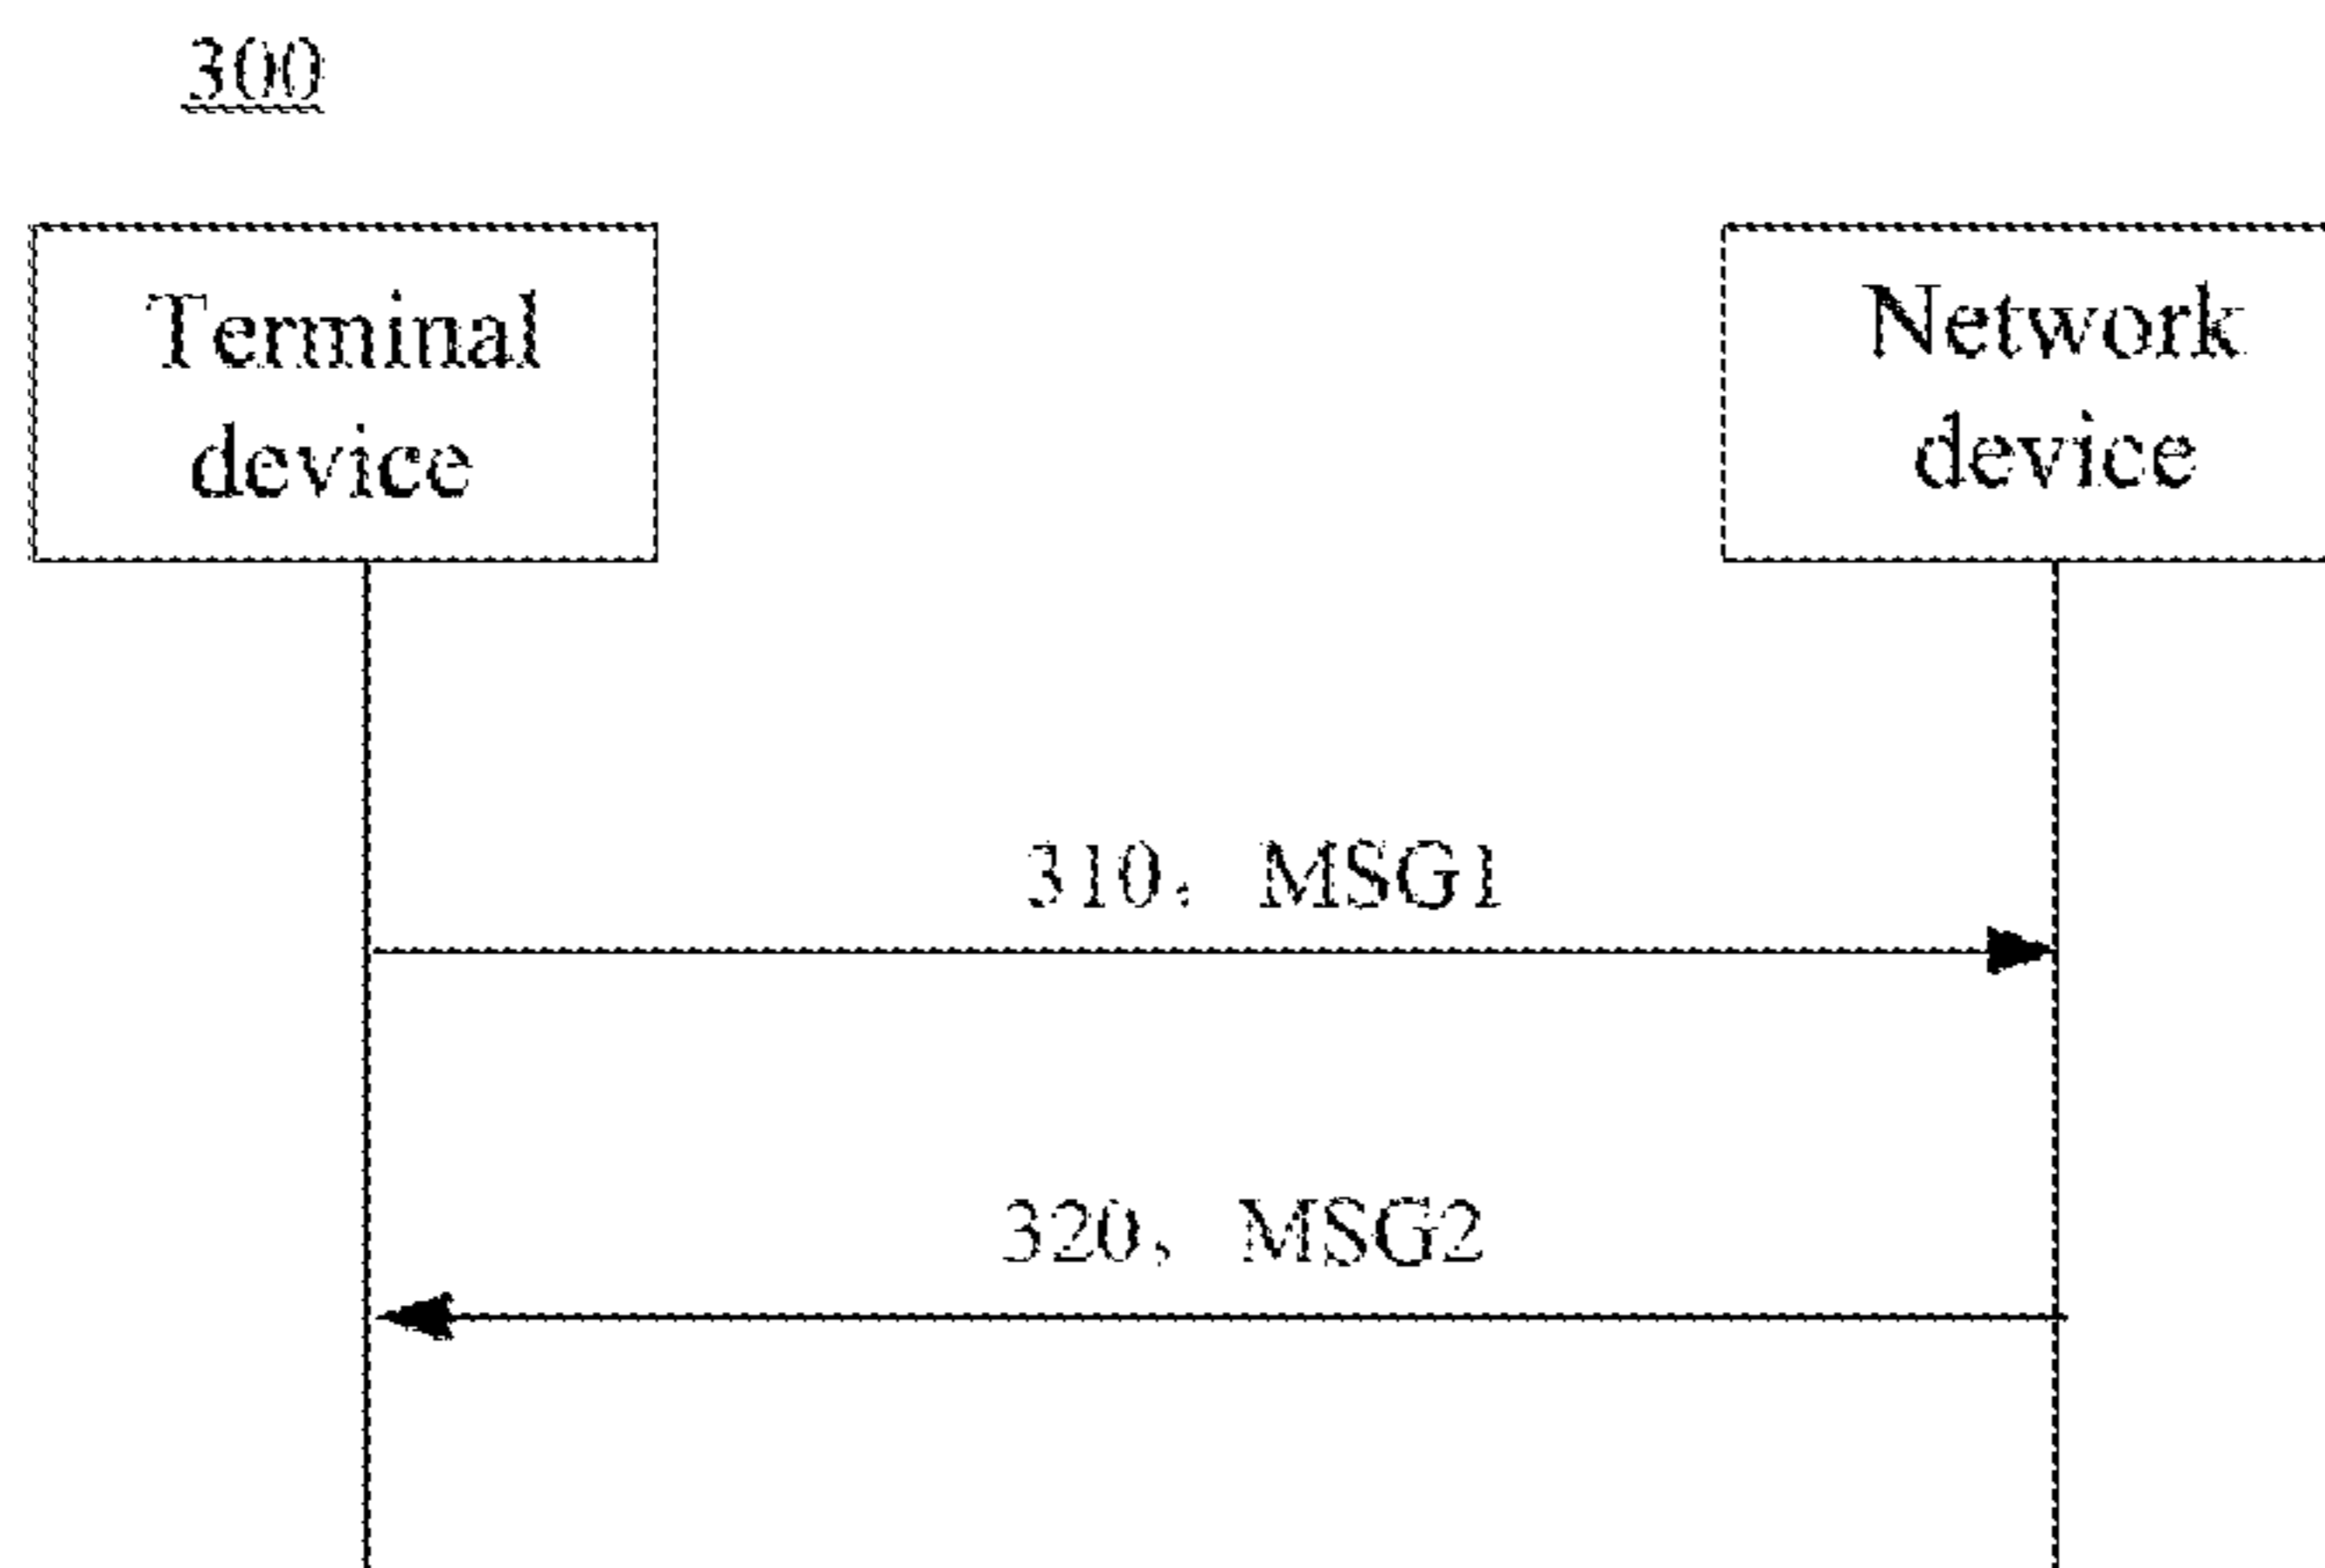 300
Terminal
device
Network
device
310, MSG1
320, MSG2